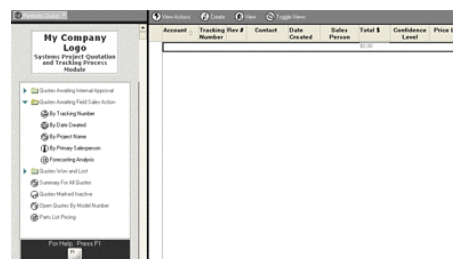 View Actions Create View Toggle Views
Account Tracking Number Rev # Contact Date Created Sales Person Total $ Confidence Level Price
$0.00
My Company
Logo
Systems Project Quotation
and Tracking Process
Module
Quotes Awaiting Internal Approval
Quotes Awaiting Field Sales Action
By Tracking Number
By Date Created
By Project Name
By Primary Salesperson
Forecasting Analysis
Quotes Won and Lost
Summary For All Quotes
Quotes Marked Inactive
Open Quotes By Model Number
Parts List Pricing
For Help Press F1